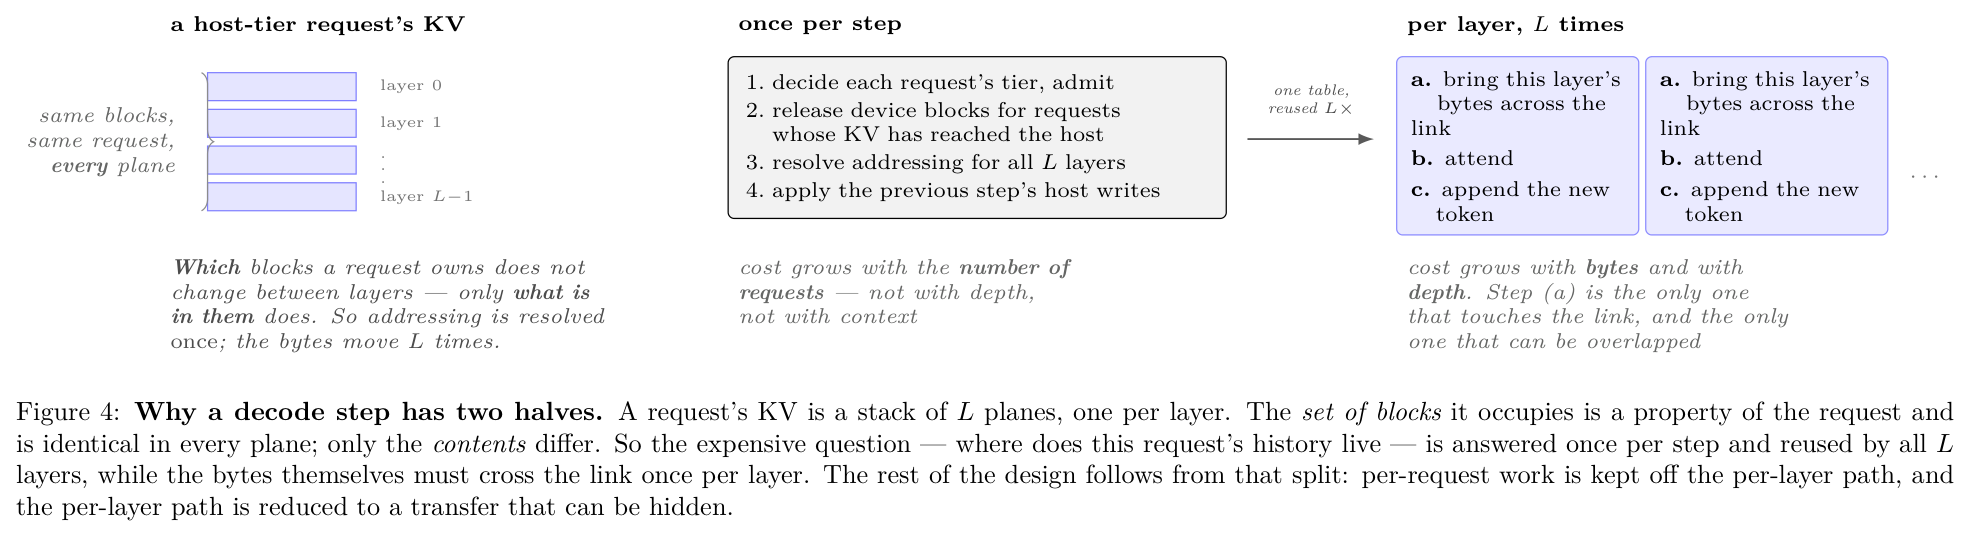 a host-tier request's KV
same blocks,
same request,
every plane
layer 0
layer 1
.
.
.
layer L−1
Which blocks a request owns does not
change between layers — only what is
in them does. So addressing is resolved
once; the bytes move L times.
once per step
1. decide each request's tier, admit
2. release device blocks for requests
whose KV has reached the host
3. resolve addressing for all L layers
4. apply the previous step's host writes
cost grows with the number of
requests — not with depth,
not with context
one table,
reused L×
per layer, L times
a. bring this layer's
bytes across the
link
b. attend
c. append the new
token
a. bring this layer's
bytes across the
link
b. attend
c. append the new
token
...
cost grows with bytes and with
depth. Step (a) is the only one
that touches the link, and the only
one that can be overlapped
Figure 4: Why a decode step has two halves. A request's KV is a stack of L planes, one per layer. The set of blocks it occupies is a property of the request and
is identical in every plane; only the contents differ. So the expensive question — where does this request's history live — is answered once per step and reused by all L
layers, while the bytes themselves must cross the link once per layer. The rest of the design follows from that split: per-request work is kept off the per-layer path, and
the per-layer path is reduced to a transfer that can be hidden.